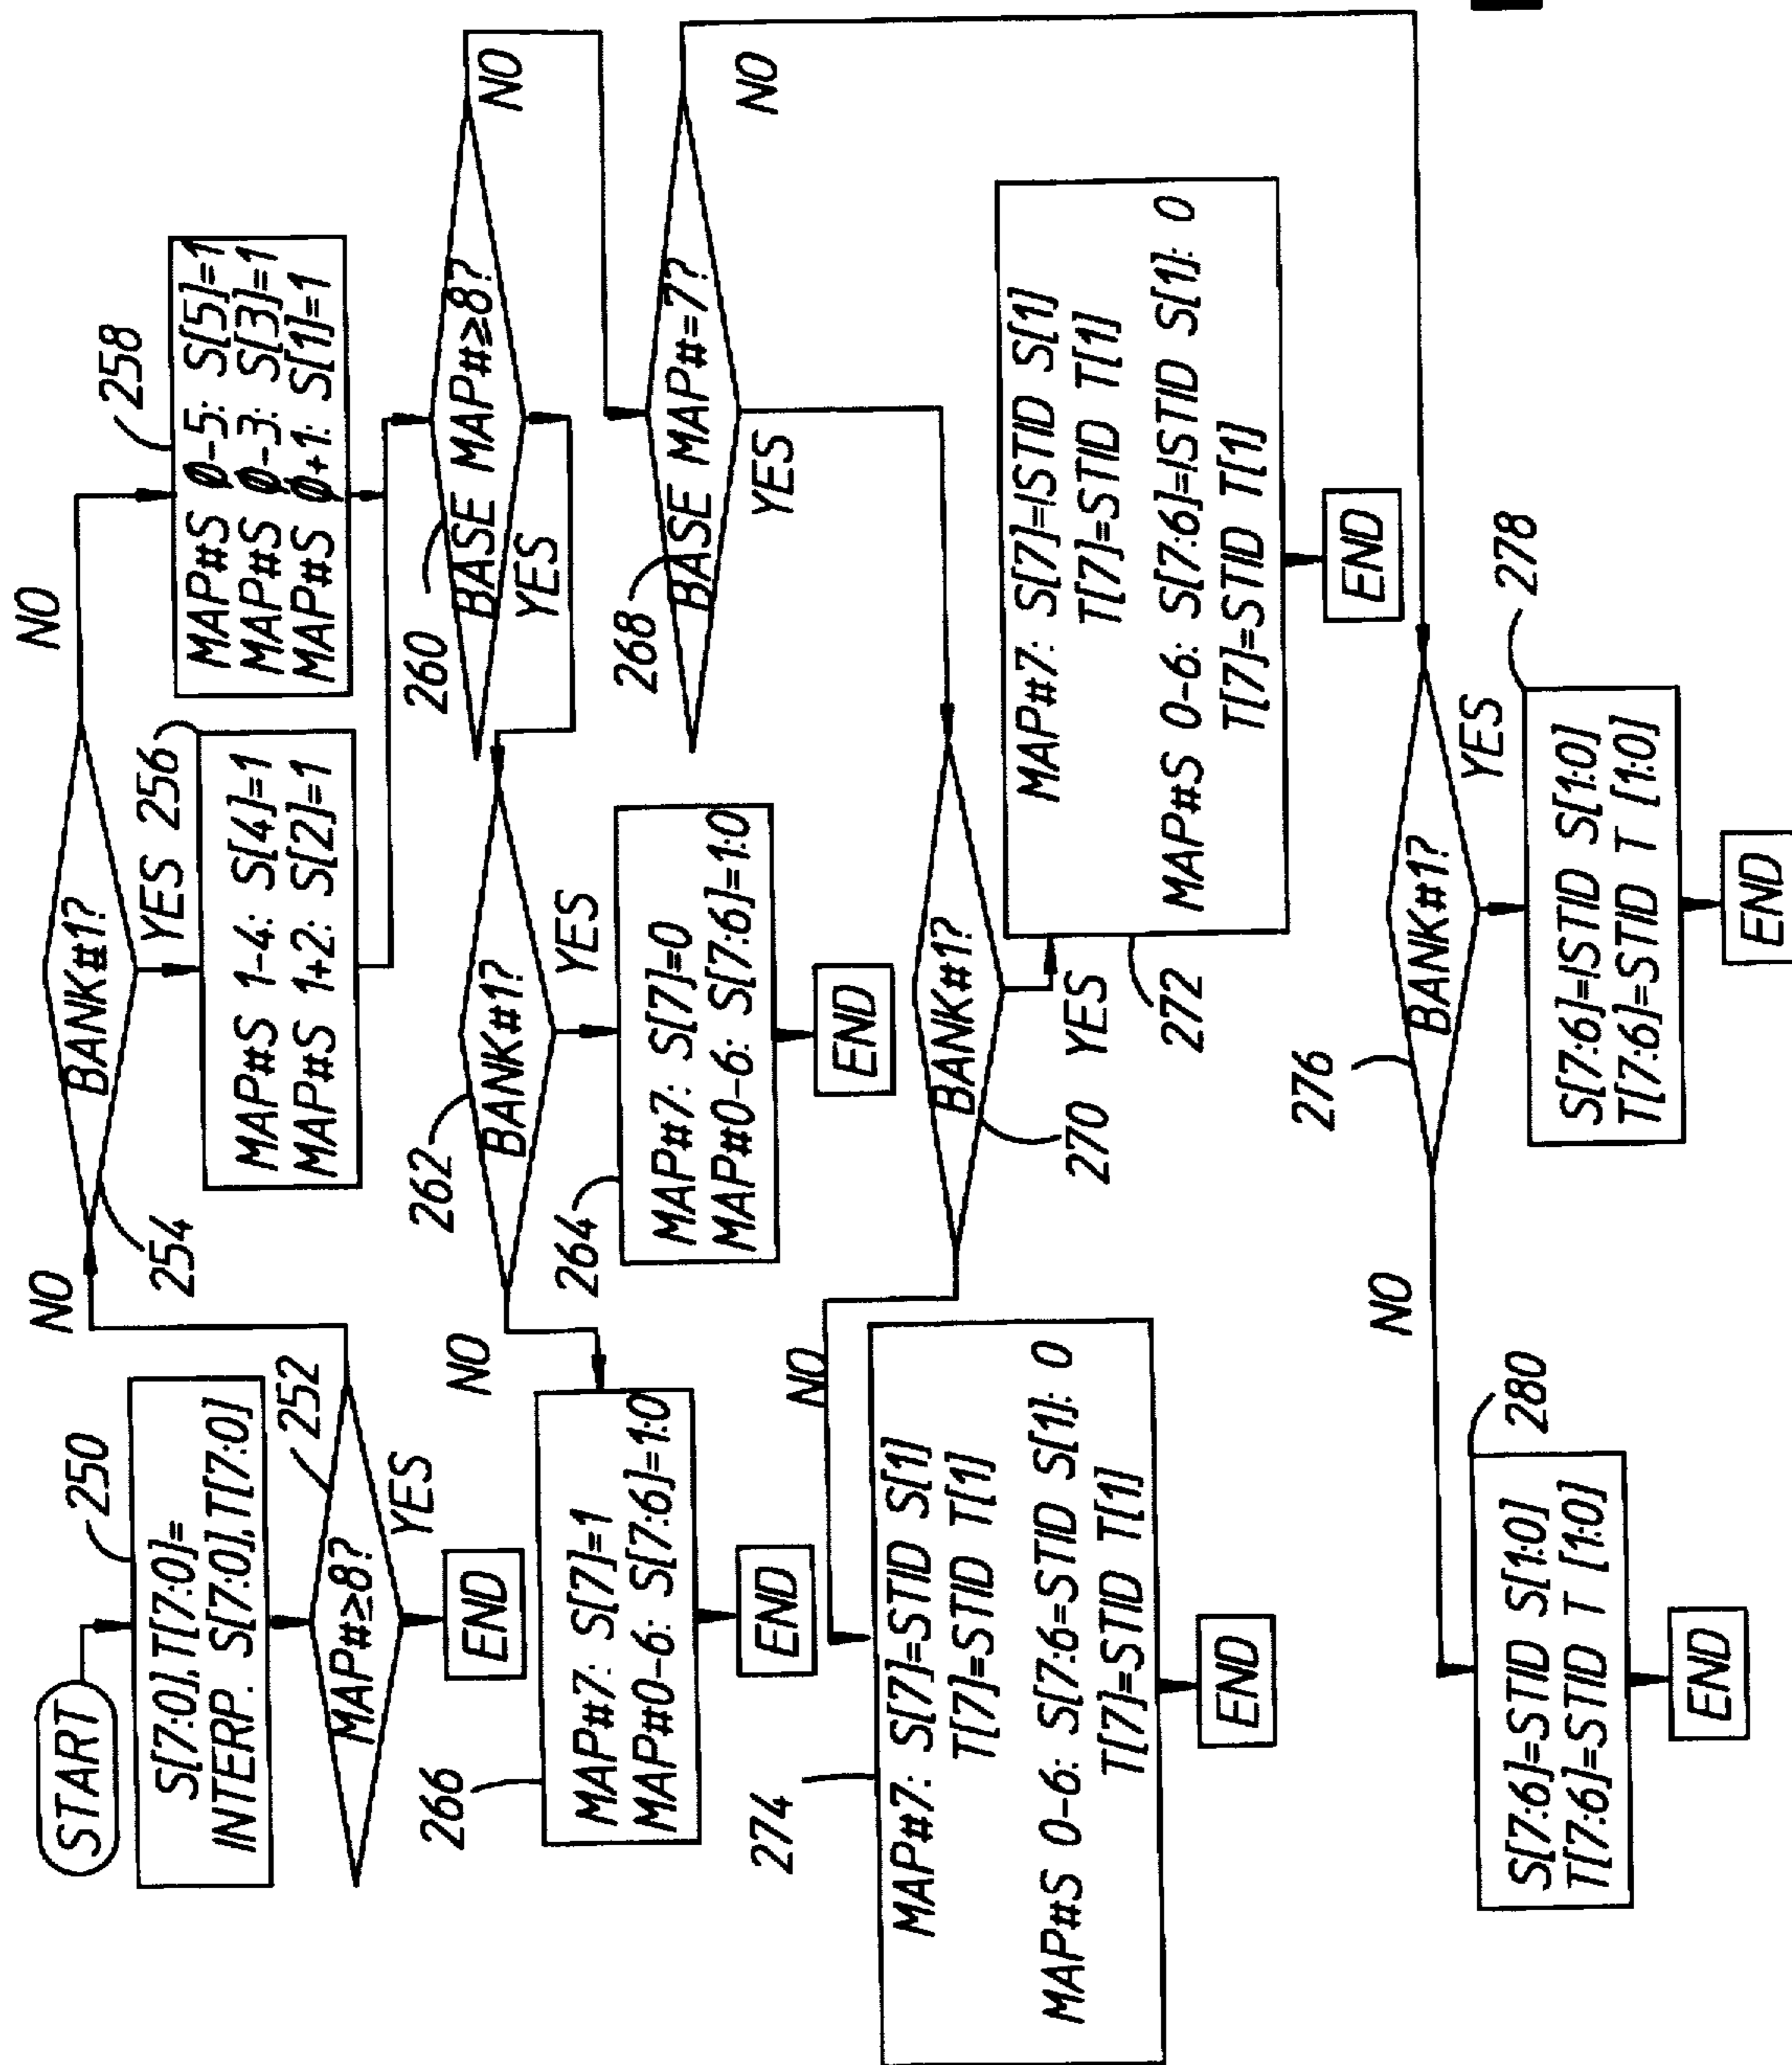 START
250
S[7:0],T[7:0]=
INTERP. S[7:0],T[7:0]
252
MAP#≥8?
YES
END
NO
254
BANK#1?
YES
256
MAP#S 1-4: S[4]=1
MAP#S 1+2: S[2]=1
NO
258
MAP#S 0-5: S[5]=1
MAP#S 0-3: S[3]=1
MAP#S 0+1: S[1]=1
260
BASE MAP#≥8?
YES
NO
262
BANK#1?
YES
264
MAP#7: S[7]=0
MAP#0-6: S[7:6]=1:0
END
NO
266
MAP#7: S[7]=1
MAP#0-6: S[7:6]=1:0
END
268
BASE MAP#=7?
YES
NO
270
BANK#1?
YES
272
MAP#7: S[7]=!STID S[1]
T[7]=STID T[1]
MAP#S 0-6: S[7:6]=!STID S[1]: 0
T[7]=STID T[1]
END
NO
274
MAP#7: S[7]=STID S[1]
T[7]=STID T[1]
MAP#S 0-6: S[7:6=STID S[1]: 0
T[7]=STID T[1]
END
276
BANK#1?
YES
278
S[7:6]=!STID S[1:0]
T[7:6]=STID T [1:0]
END
NO
280
S[7:6]=STID S[1:0]
T[7:6]=STID T [1:0]
END